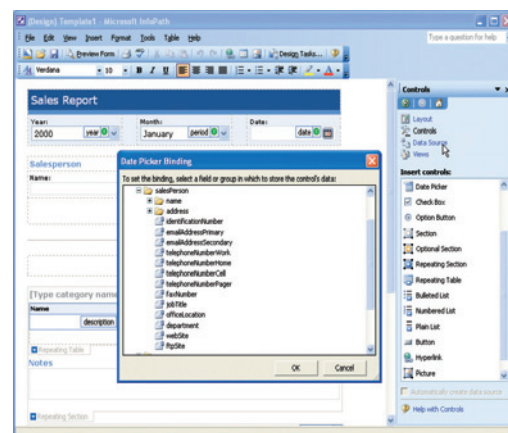 (Design) Template1 - Microsoft InfoPath
File Edit View Insert Format Tools Table Help
Type a question for help
Preview Form
Design Tasks...
Verdana 10 B I U
Controls
Sales Report
Year:
Month:
Date:
2000 year
January period
date
Layout
Controls
Data Source
Views
Salesperson
Name:
Date Picker Binding
To set the binding, select a field or group in which to store the control's data:
salesPerson
name
address
identificationNumber
emailAddressPrimary
emailAddressSecondary
telephoneNumberWork
telephoneNumberHome
telephoneNumberCell
telephoneNumberPager
faxNumber
jobTitle
officeLocation
department
webSite
ftpSite
OK Cancel
Insert controls:
Date Picker
Check Box
Option Button
Section
Optional Section
Repeating Section
Repeating Table
Bulleted List
Numbered List
Plain List
Button
Hyperlink
Picture
Automatically create data source
Help with Controls
[Type category name
Name
description
Repeating Table
Notes
Repeating Section